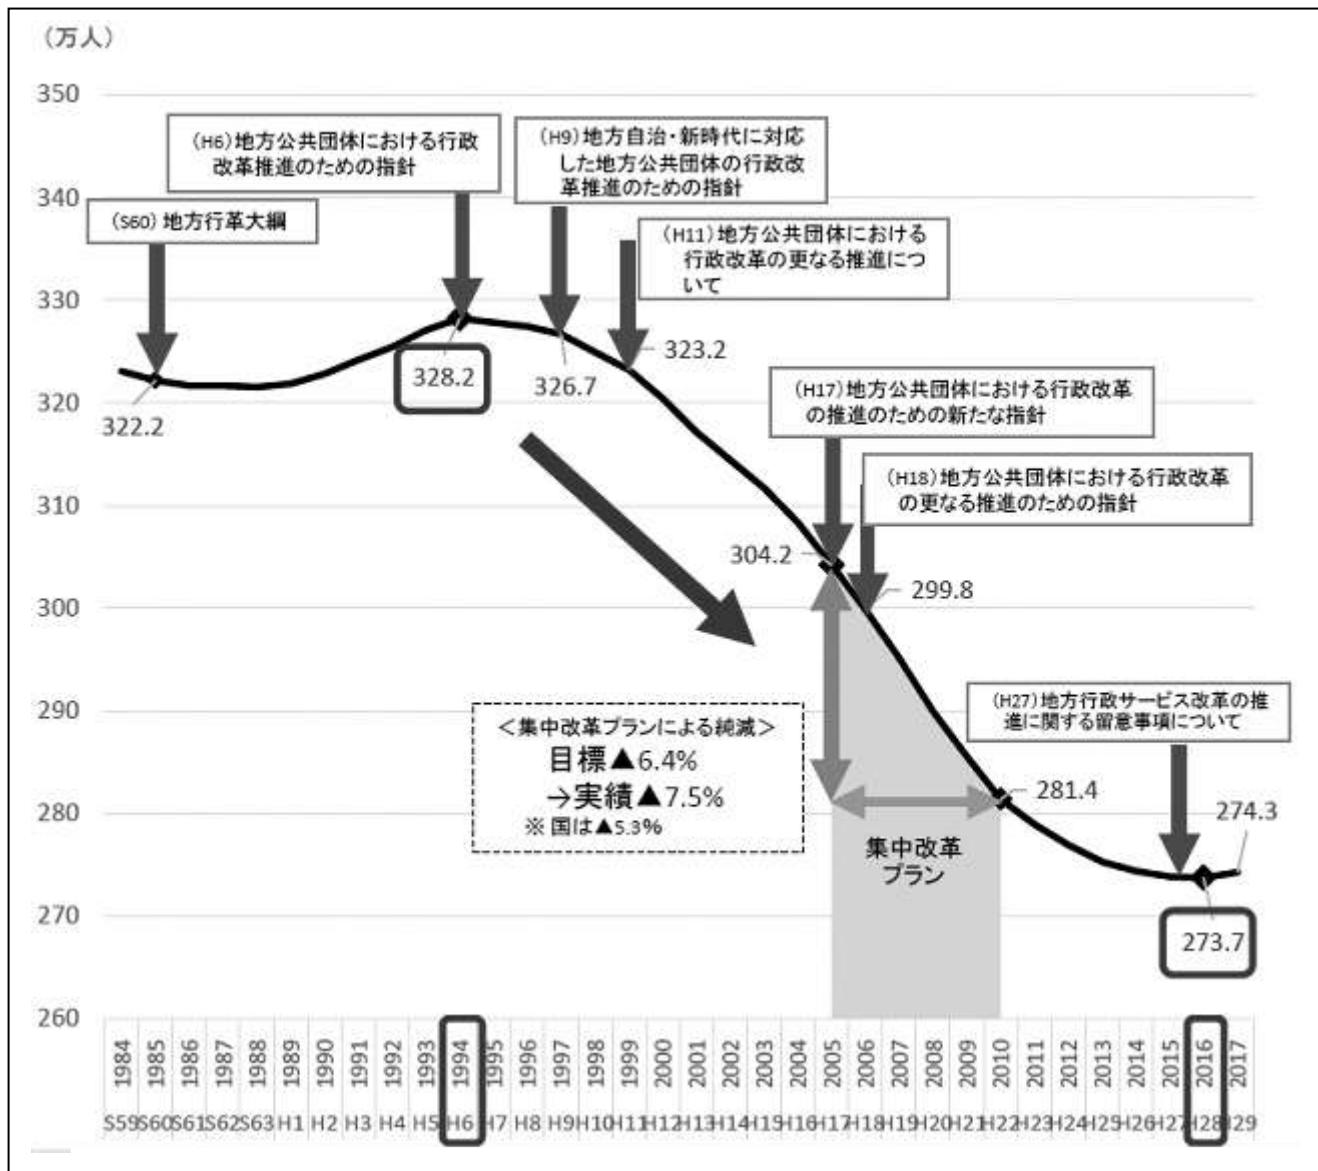 （万人）
350
340
330
320
310
300
290
280
270
260
（S60）地方行革大綱
（H6）地方公共団体における行政
改革推進のための指針
（H9）地方自治・新時代に対応
した地方公共団体の行政改
革推進のための指針
（H11）地方公共団体における
行政改革の更なる推進につ
いて
（H17）地方公共団体における行政改革
の推進のための新たな指針
（H18）地方公共団体における行政改革
の更なる推進のための指針
（H27）地方行政サービス改革の推
進に関する留意事項について
322.2
328.2
326.7
323.2
304.2
299.8
281.4
274.3
273.7
＜集中改革プランによる純減＞
目標▲6.4%
→実績▲7.5%
※国は▲5.3%
集中改革
プラン
1984 1985 1986 1987 1988 1989 1990 1991 1992 1993 1994 1995 1996 1997 1998 1999 2000 2001 2002 2003 2004 2005 2006 2007 2008 2009 2010 2011 2012 2013 2014 2015 2016 2017
S59 S60 S61 S62 S63 H1 H2 H3 H4 H5 H6 H7 H8 H9 H10 H11 H12 H13 H14 H15 H16 H17 H18 H19 H20 H21 H22 H23 H24 H25 H26 H27 H28 H29